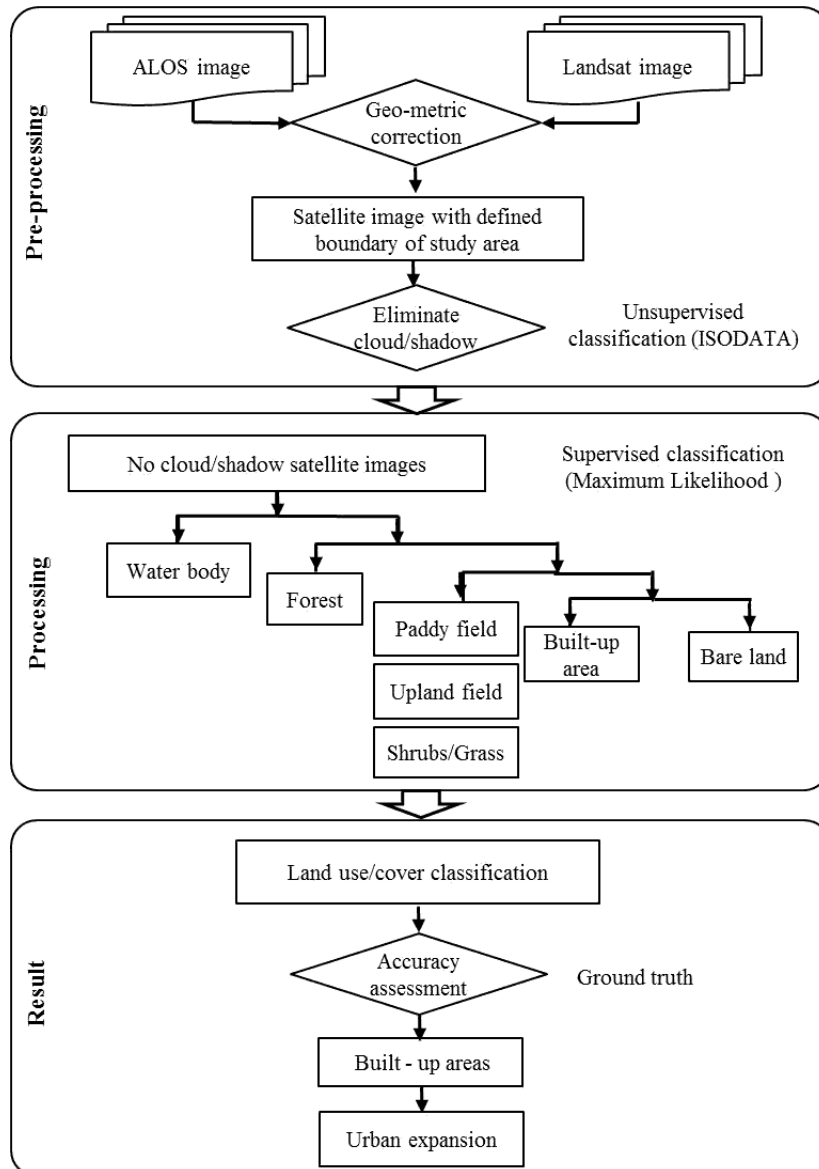 ALOS image
Landsat image
Geo-metric
correction
Pre-processing
Satellite image with defined
boundary of study area
Eliminate
cloud/shadow
Unsupervised
classification (ISODATA)
No cloud/shadow satellite images
Supervised classification
(Maximum Likelihood )
Processing
Water body
Forest
Paddy field
Built-up
area
Bare land
Upland field
Shrubs/Grass
Land use/cover classification
Result
Accuracy
assessment
Ground truth
Built - up areas
Urban expansion